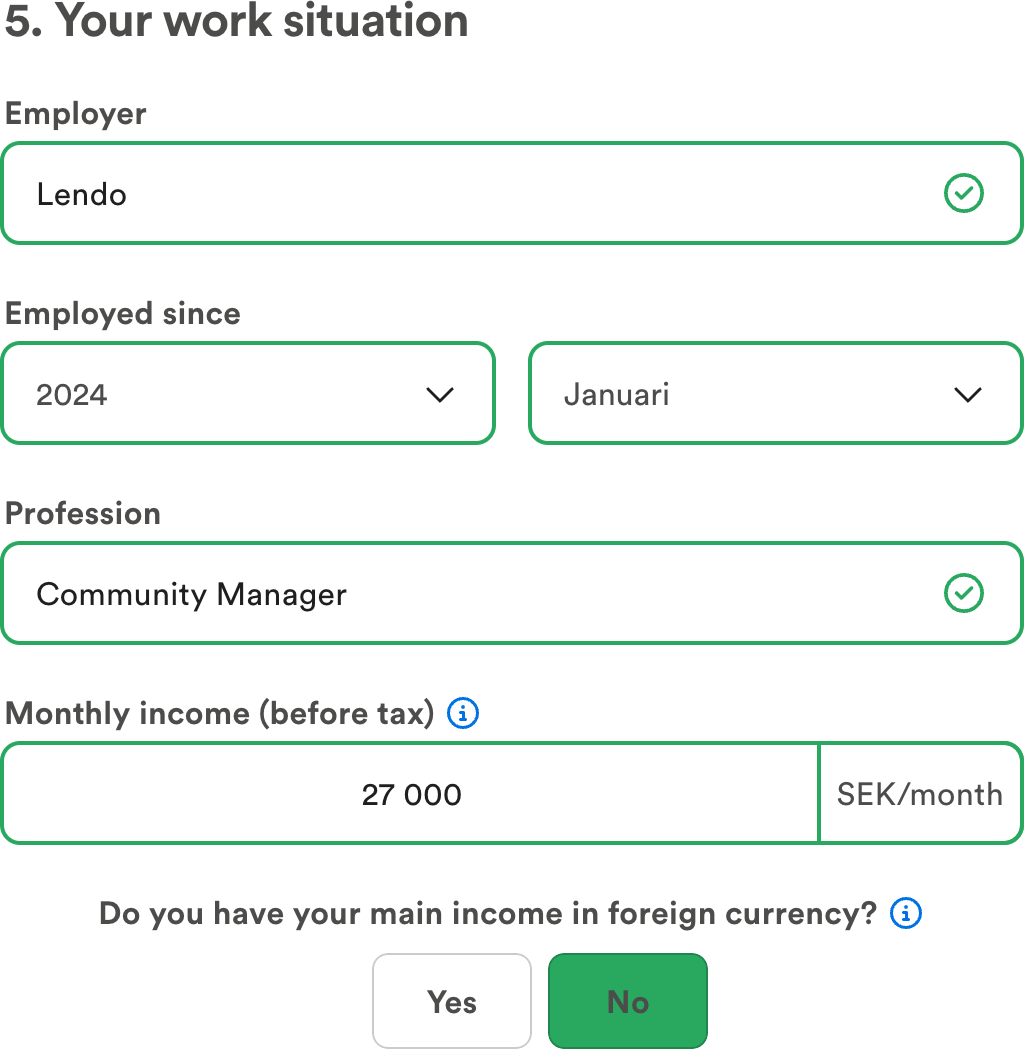 5. Your work situation
Employer
Lendo
Employed since
2024 Januari
Profession
Community Manager
Monthly income (before tax)
27 000 SEK/month
Do you have your main income in foreign currency?
Yes No